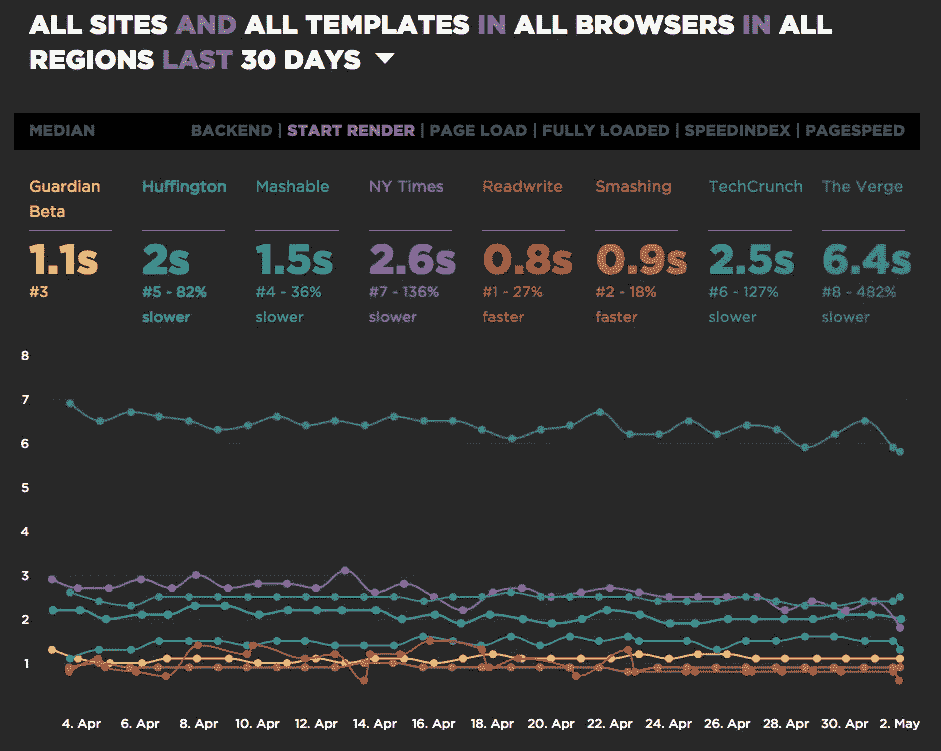 ALL SITES AND ALL TEMPLATES IN ALL BROWSERS IN ALL
REGIONS LAST 30 DAYS
MEDIAN BACKEND | START RENDER | PAGE LOAD | FULLY LOADED | SPEEDINDEX | PAGESPEED
Guardian Huffington Mashable NY Times Readwrite Smashing TechCrunch The Verge
Beta
1.1s 2s 1.5s 2.6s 0.8s 0.9s 2.5s 6.4s
#3 #5 - 82% #4 - 36% #7 - 136% #1 - 27% #2 - 18% #6 - 127% #8 - 482%
slower slower slower faster faster slower slower
8
7
6
5
4
3
2
1
4. Apr 6. Apr 8. Apr 10. Apr 12. Apr 14. Apr 16. Apr 18. Apr 20. Apr 22. Apr 24. Apr 26. Apr 28. Apr 30. Apr 2. May